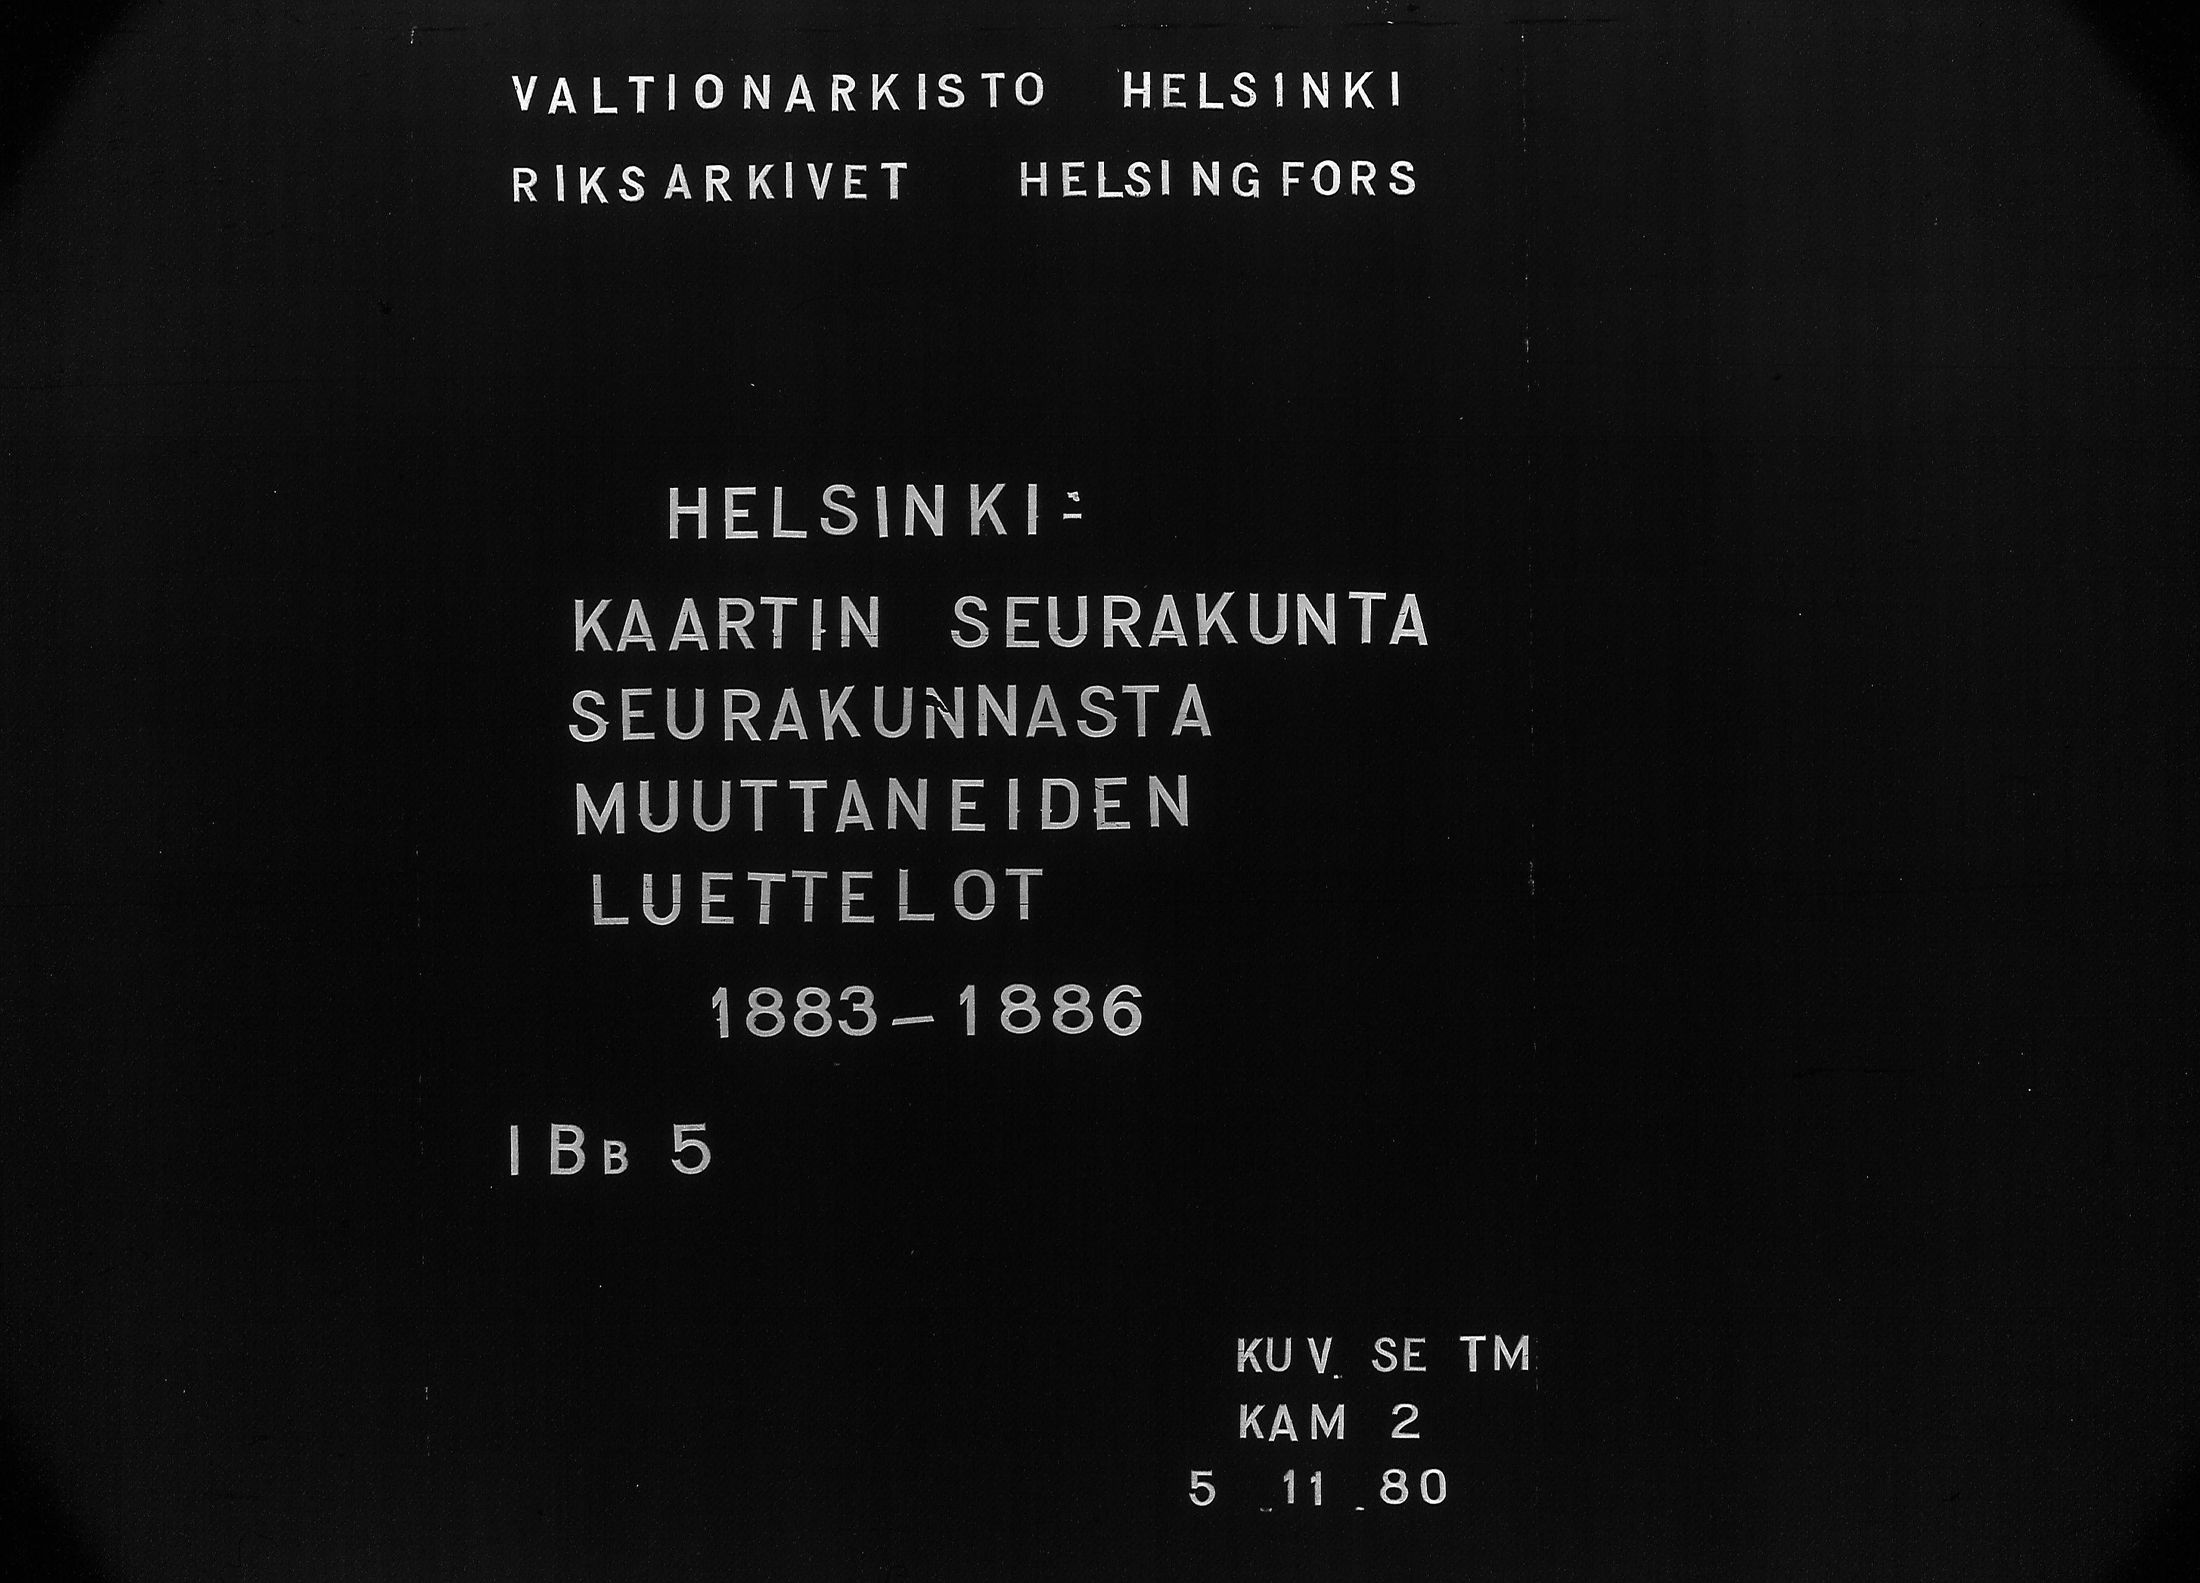 VALTIONARKISTO HELSINKI
RIKSARKIVET HELSINGFORS
HELSINKI:
KAARTIN SEURAKUNTA
SEURAKUNNASTA
MUUTTANEIDEN
LUETTELOT
1883-1886
IBB 5
KUV. SE TM
KAM 2
5.11.80